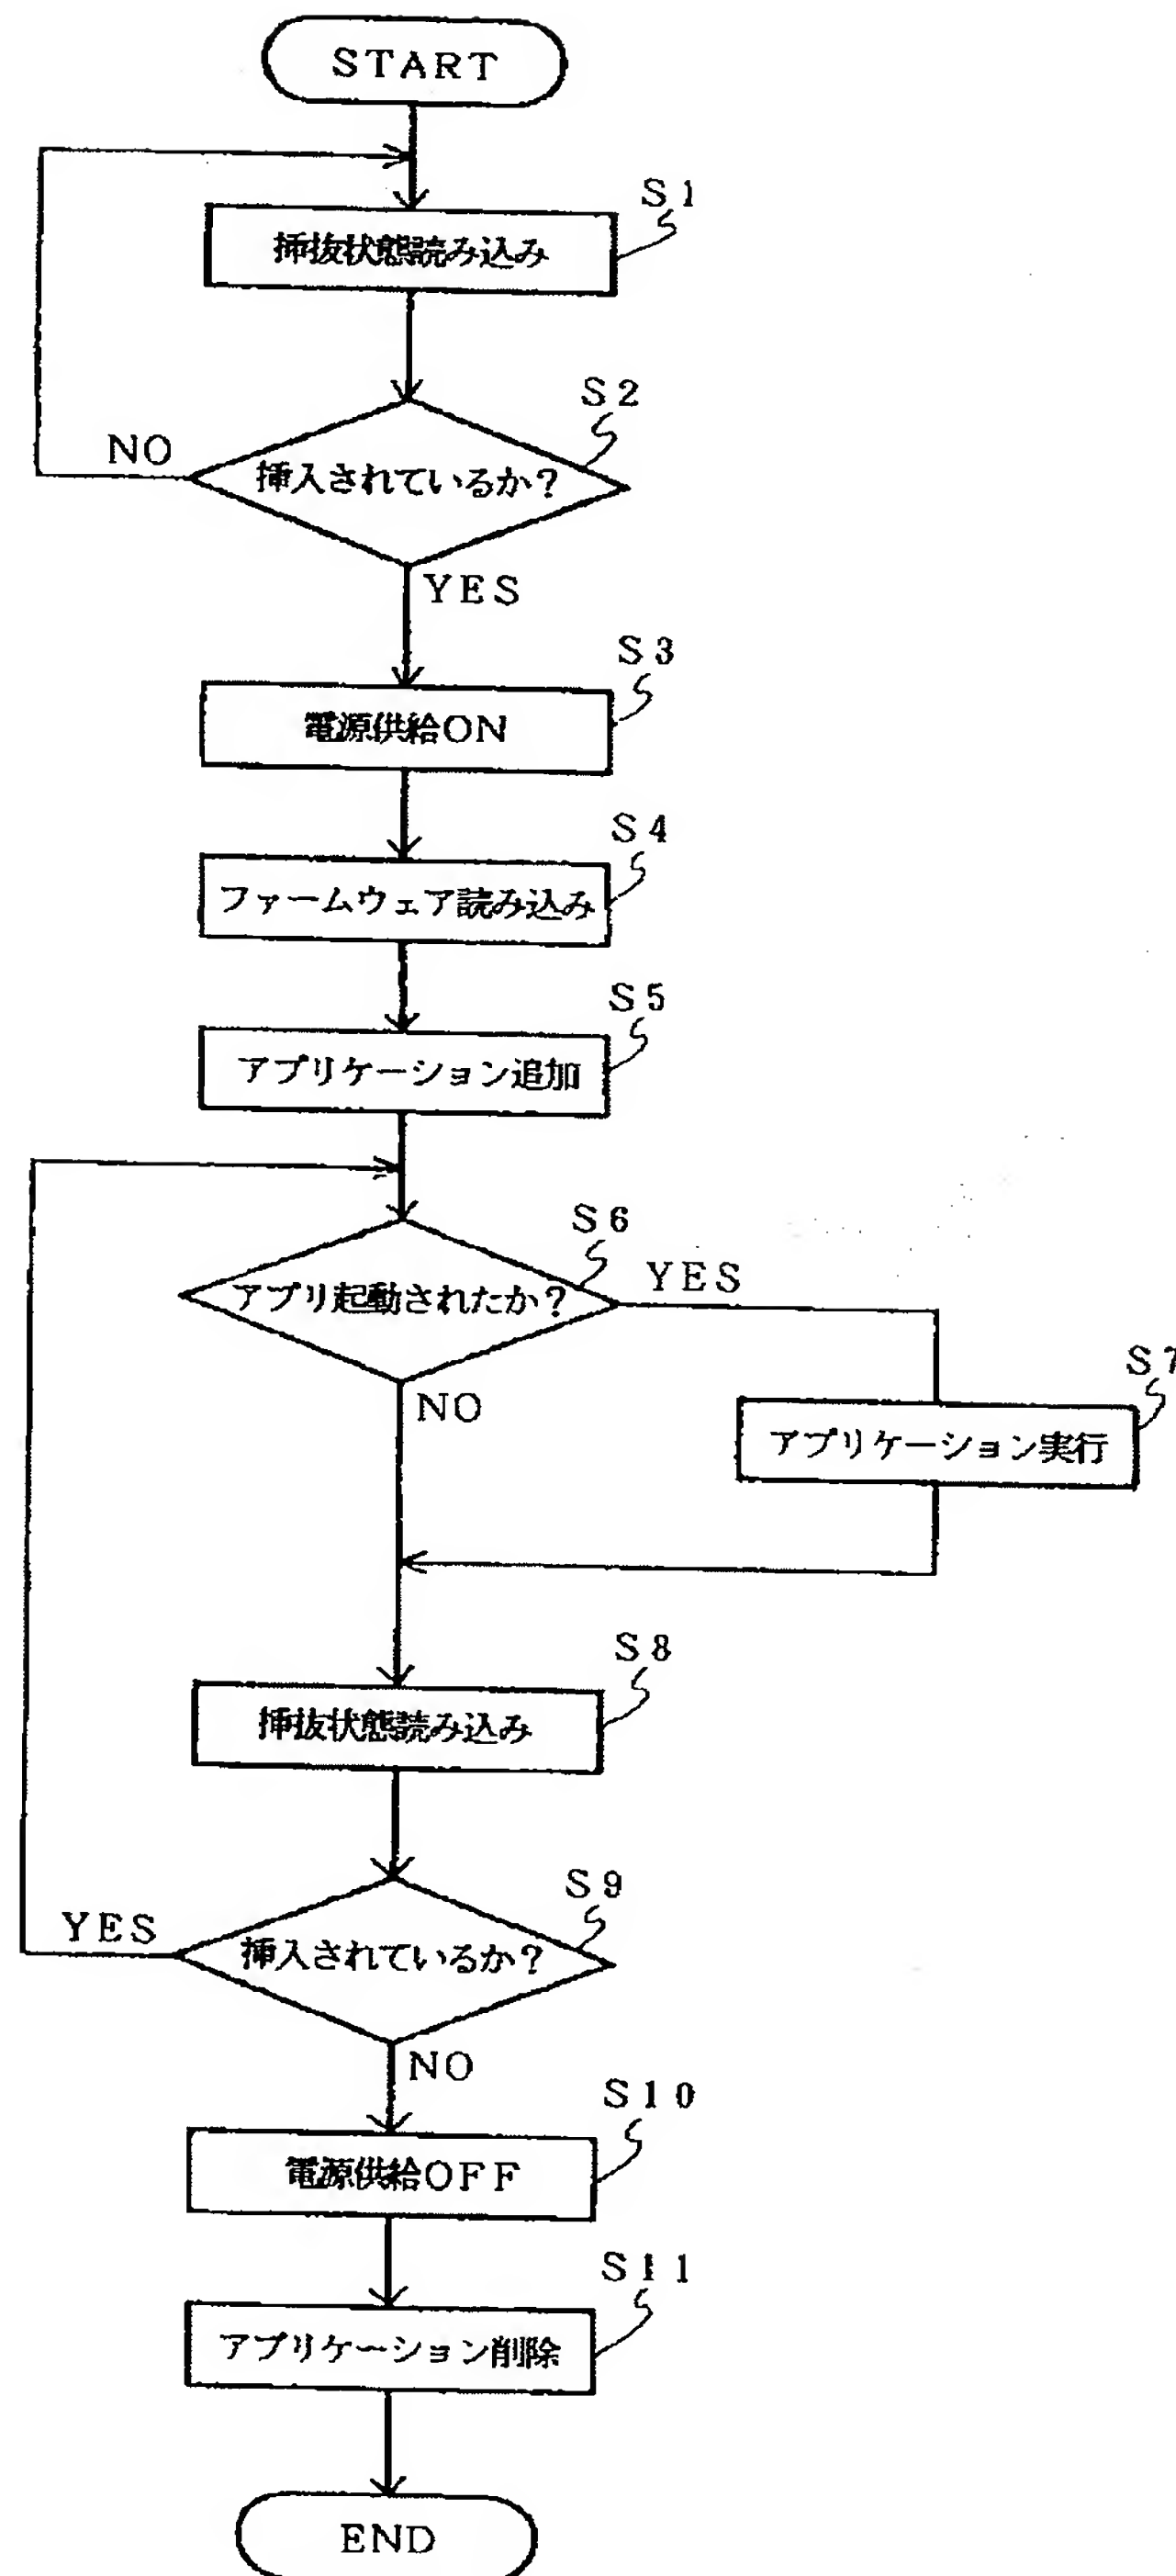 START
S1
挿抜状態読み込み
S2
NO
挿入されているか？
YES
S3
電源供給ON
S4
ファームウェア読み込み
S5
アプリケーション追加
S6
アプリ起動されたか？
YES
NO
S7
アプリケーション実行
S8
挿抜状態読み込み
S9
YES
挿入されているか？
NO
S10
電源供給OFF
S11
アプリケーション削除
END